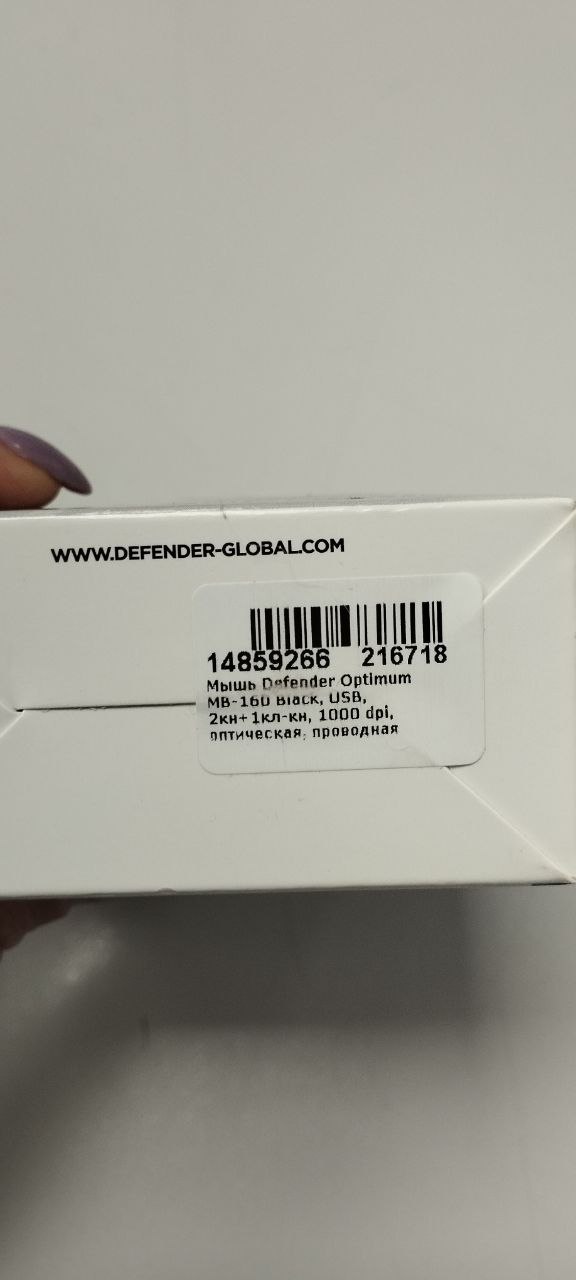 WWW.DEFENDER-GLOBAL.COM
14859266 216718
Мышь Defender Optimum
MB-160 Black, USB,
2кн+1кл-кн, 1000 dpi,
оптическая, проводная